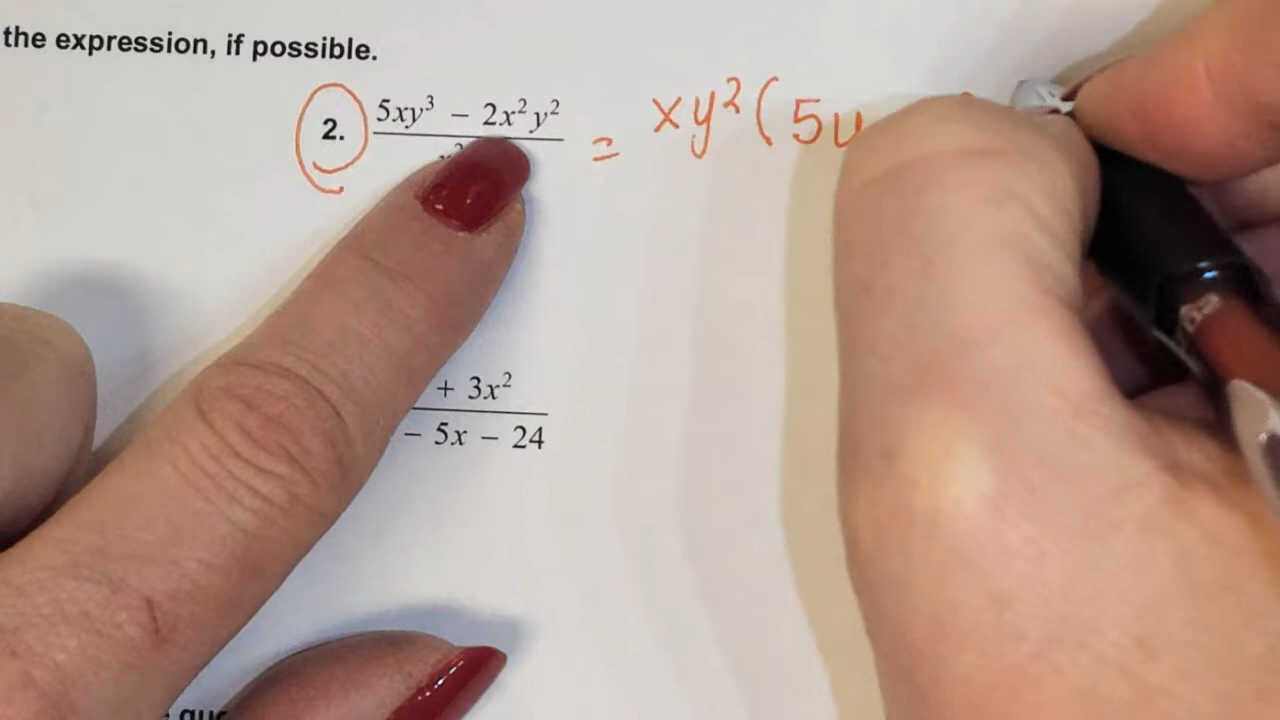 the expression, if possible.
2. 5xy³ − 2x²y² = xy²(5y
+ 3x²
− 5x − 24